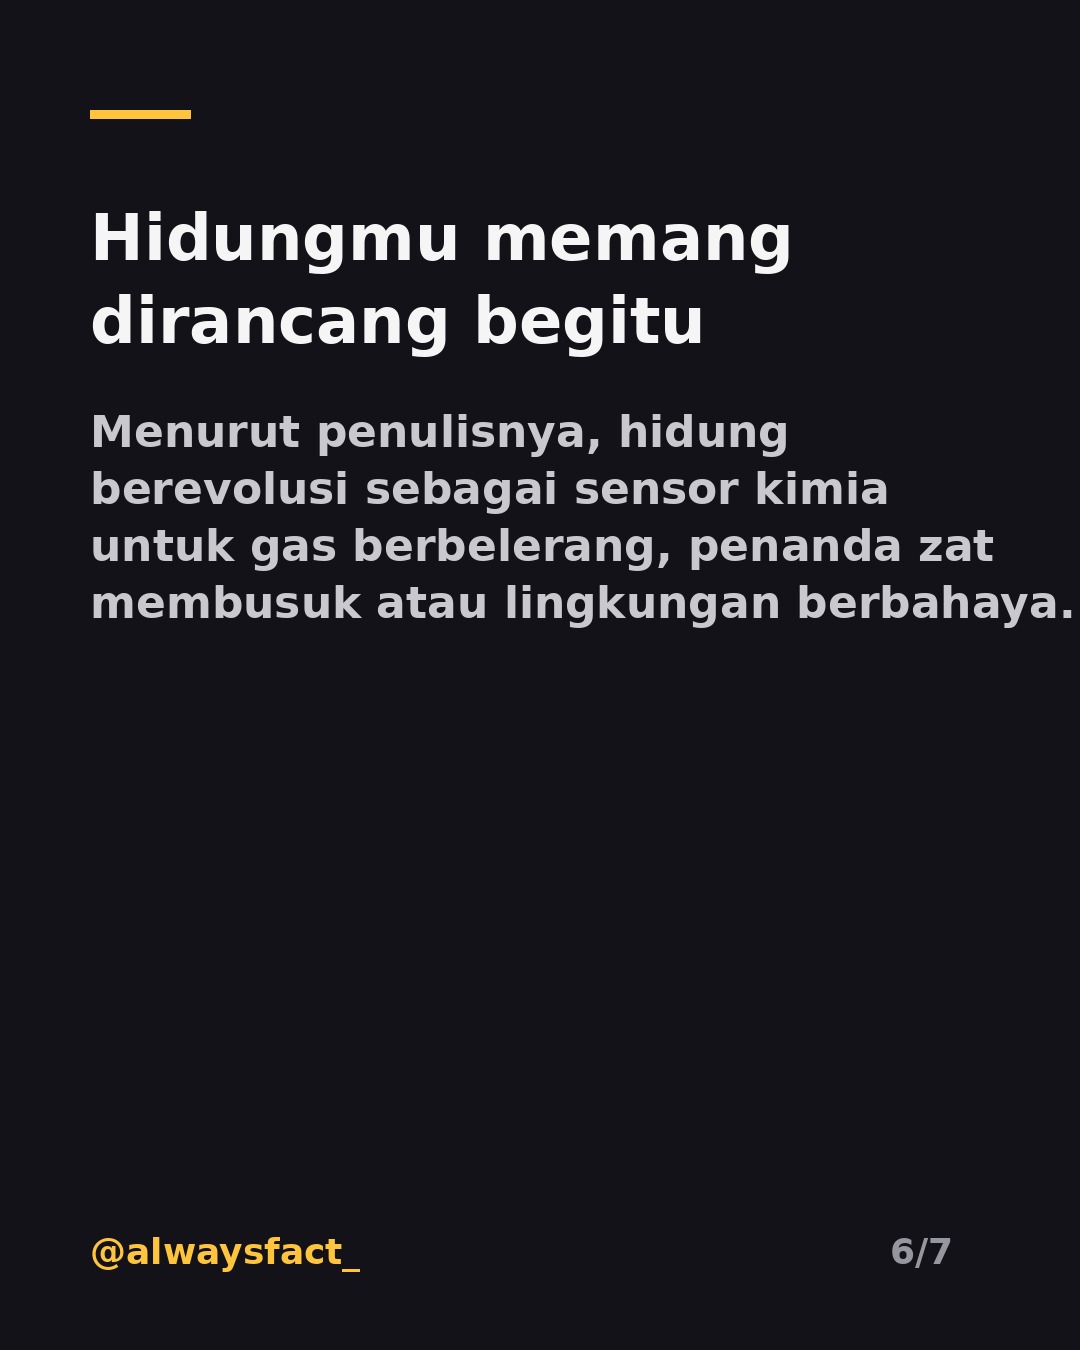 Hidungmu memang
dirancang begitu
Menurut penulisnya, hidung
berevolusi sebagai sensor kimia
untuk gas berbelerang, penanda zat
membusuk atau lingkungan berbahaya.
@alwaysfact_
6/7